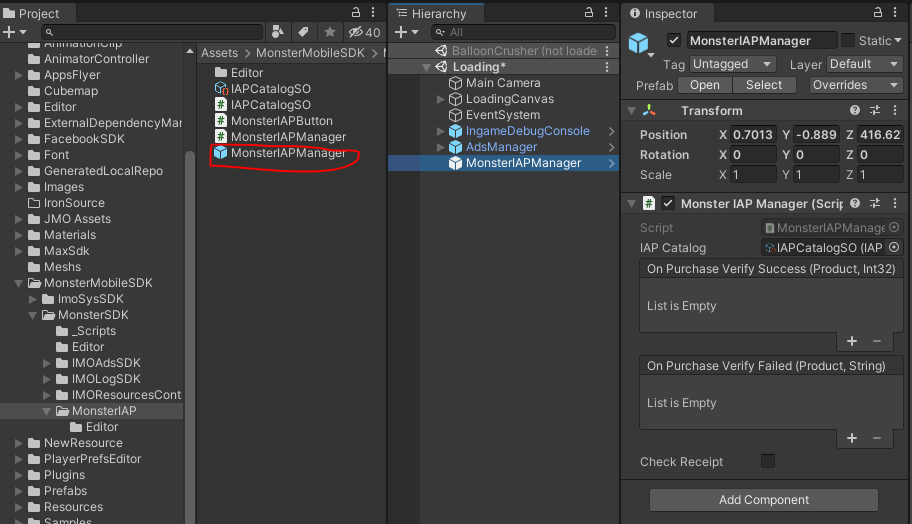 Project
40
AnimationClip
AnimatorController
AppsFlyer
Cubemap
Editor
ExternalDependencyMar
FacebookSDK
Font
GeneratedLocalRepo
Images
IronSource
JMO Assets
Materials
MaxSdk
Meshs
MonsterMobileSDK
ImoSysSDK
MonsterSDK
_Scripts
Editor
IMOAdsSDK
IMOLogSDK
IMOResourcesCont
MonsterIAP
Editor
NewResource
PlayerPrefsEditor
Plugins
Prefabs
Resources
Samples
Assets > MonsterMobileSDK >
Editor
IAPCatalogSO
IAPCatalogSO
MonsterIAPButton
MonsterIAPManager
MonsterIAPManager
Hierarchy
All
BalloonCrusher (not loade
Loading*
Main Camera
LoadingCanvas
EventSystem
IngameDebugConsole
AdsManager
MonsterIAPManager
Inspector
MonsterIAPManager
Static
Tag Untagged Layer Default
Prefab Open Select Overrides
Transform
Position X 0.7013 Y -0.889 Z 416.62
Rotation X 0 Y 0 Z 0
Scale X 1 Y 1 Z 1
Monster IAP Manager (Scrip
Script MonsterIAPManage
IAP Catalog IAPCatalogSO (IAP
On Purchase Verify Success (Product, Int32)
List is Empty
+ −
On Purchase Verify Failed (Product, String)
List is Empty
+ −
Check Receipt
Add Component